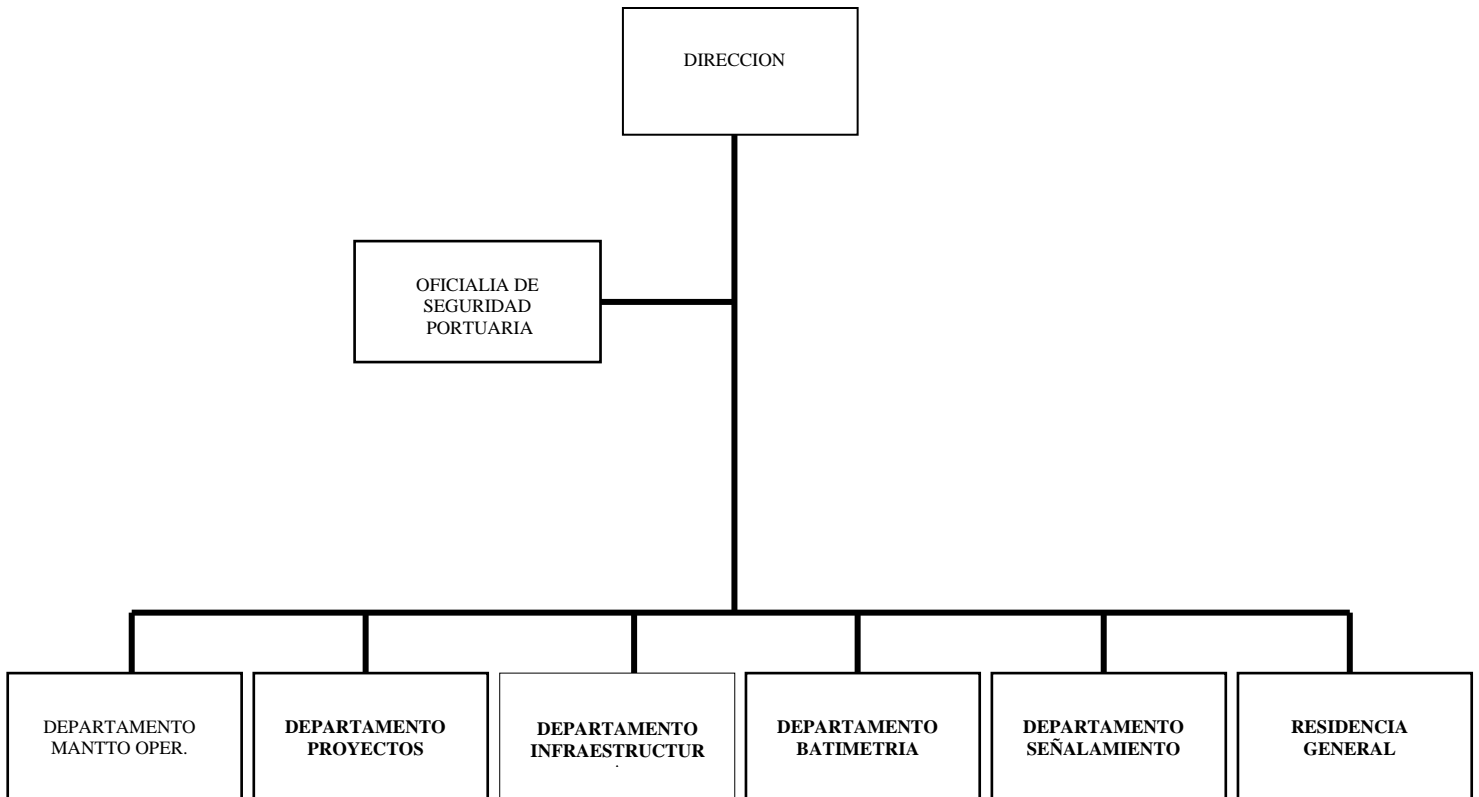 DIRECCION
OFICIALIA DE
SEGURIDAD
PORTUARIA
DEPARTAMENTO
MANTTO OPER.
DEPARTAMENTO
PROYECTOS
DEPARTAMENTO
INFRAESTRUCTUR
DEPARTAMENTO
BATIMETRIA
DEPARTAMENTO
SEÑALAMIENTO
RESIDENCIA
GENERAL